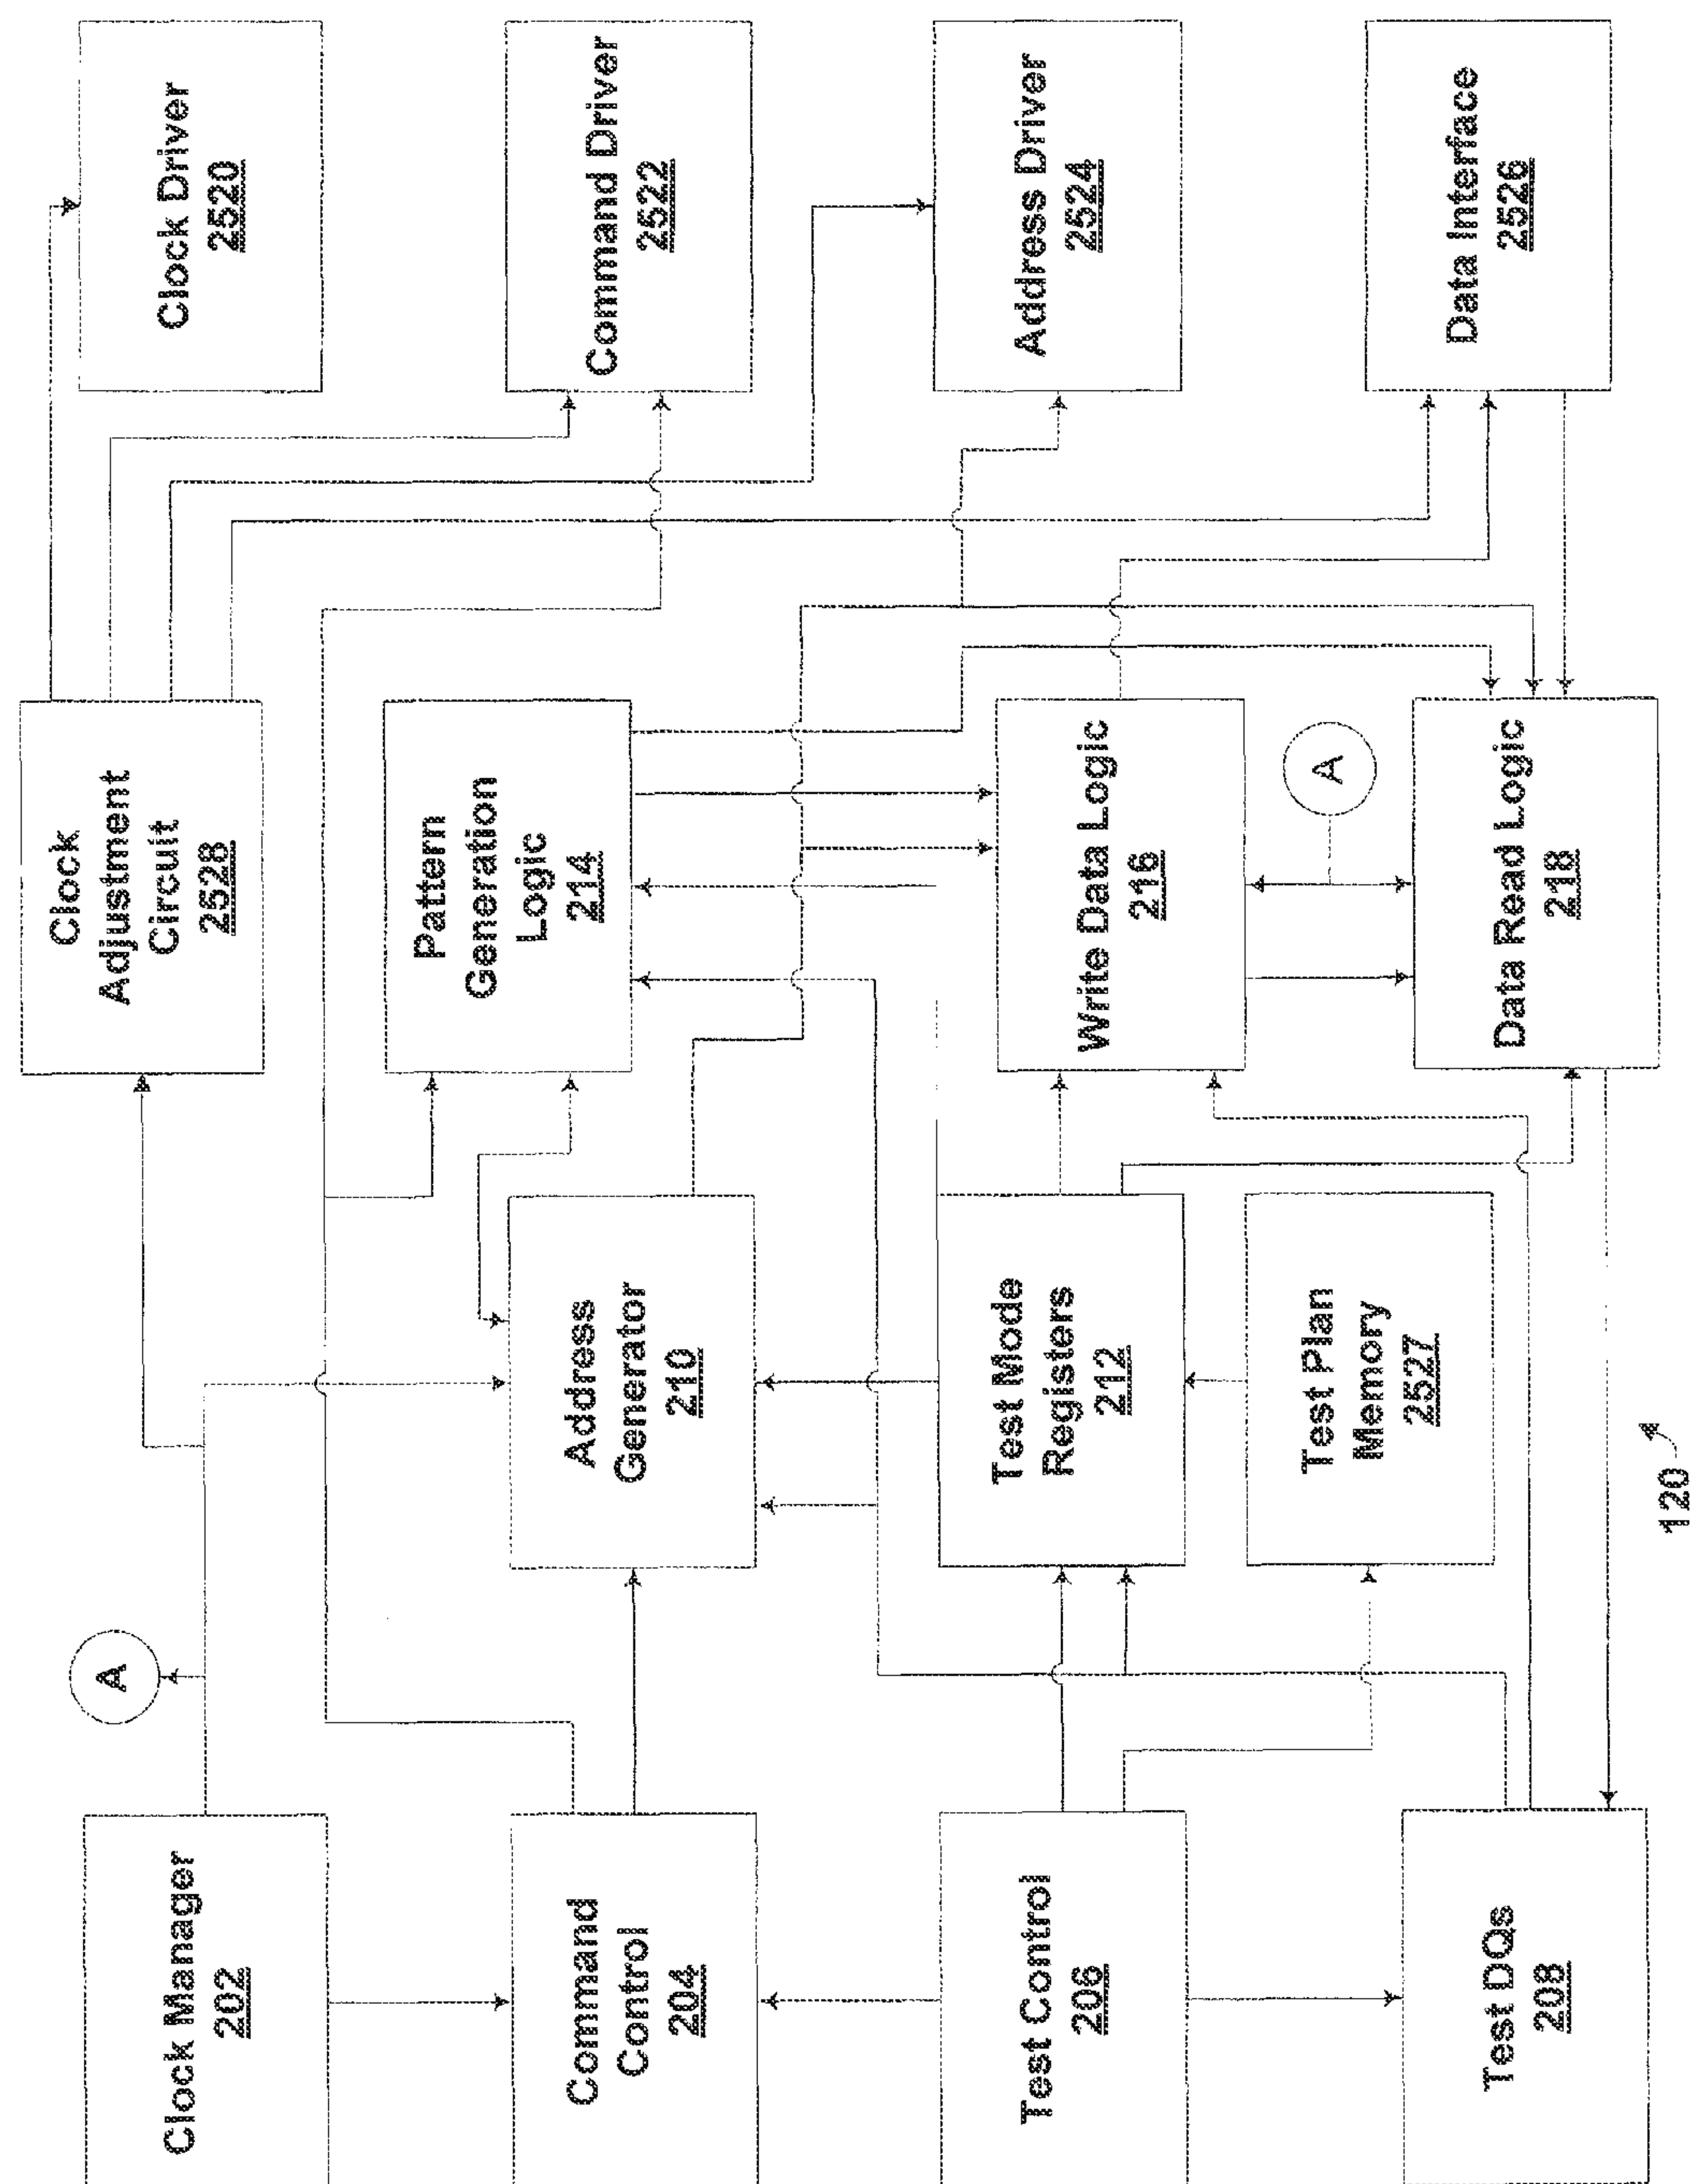 Clock Manager
202
Command
Control
204
Test Control
206
Test DQs
208
A
Address
Generator
210
Test Mode
Registers
212
Test Plan
Memory
2527
Clock
Adjustment
Circuit
2528
Pattern
Generation
Logic
214
Write Data Logic
216
A
Data Read Logic
218
Clock Driver
2520
Command Driver
2522
Address Driver
2524
Data Interface
2526
120